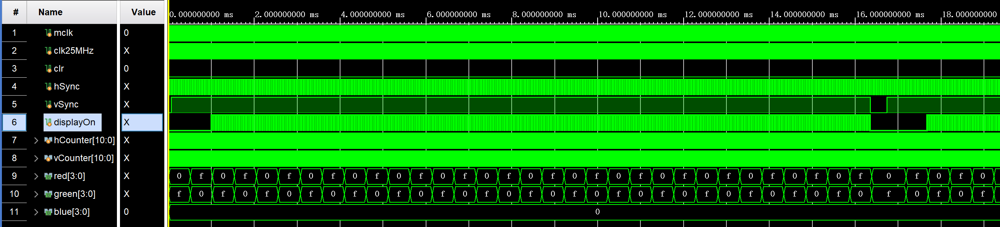 # Name Value 0.000000000 ms 2.000000000 ms 4.000000000 ms 6.000000000 ms 8.000000000 ms 10.000000000 ms 12.000000000 ms 14.000000000 ms 16.000000000 ms 18.000000000
1 mclk 0
2 clk25MHz X
3 clr 0
4 hSync X
5 vSync X
6 displayOn X
7 hCounter[10:0] X
8 vCounter[10:0] X
9 red[3:0] X 0 f 0 f 0 f 0 f 0 f 0 f 0 f 0 f 0 f 0 f 0 f 0 f 0 f 0 f 0 f 0 f 0 f 0 f 0
10 green[3:0] X f 0 f 0 f 0 f 0 f 0 f 0 f 0 f 0 f 0 f 0 f 0 f 0 f 0 f 0 f 0 f 0 f 0 f 0 f
11 blue[3:0] 0 0